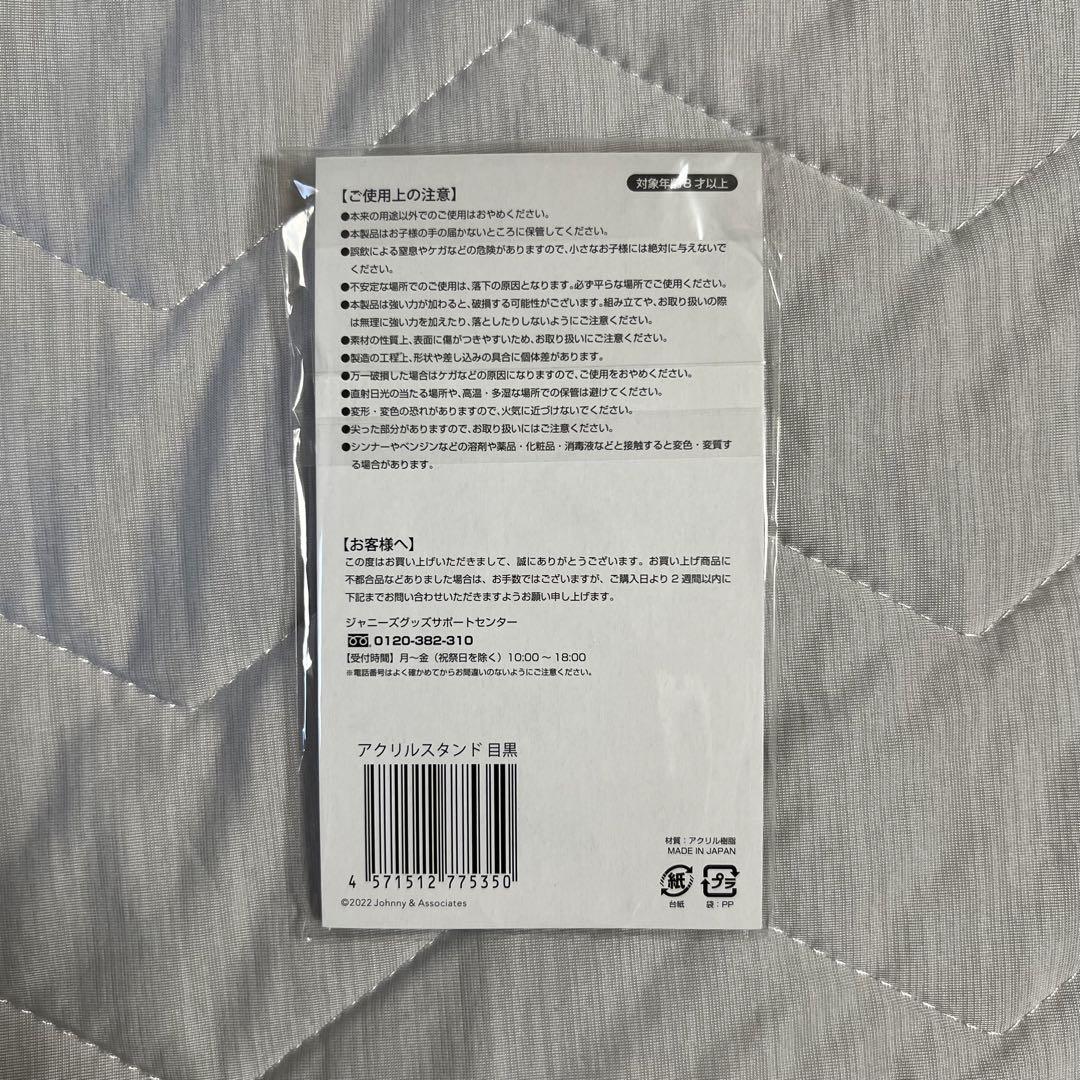 【ご使用上の注意】
対象年齢8才以上
●本来の用途以外でのご使用はおやめください。
●本製品はお子様の手の届かないところに保管してください。
●誤飲による窒息やケガなどの危険がありますので、小さなお子様には絶対に与えないで
ください。
●不安定な場所でのご使用は、落下の原因となります。必ず平らな場所でご使用ください。
●本製品は強い力が加わると、破損する可能性がございます。組み立てや、お取り扱いの際
は無理に強い力を加えたり、落としたりしないようにご注意ください。
●素材の性質上、表面に傷がつきやすいため、お取り扱いにご注意ください。
●製造の工程上、形状や差し込みの具合に個体差があります。
●万一破損した場合はケガなどの原因になりますので、ご使用をおやめください。
●直射日光の当たる場所や、高温・多湿な場所での保管は避けてください。
●変形・変色の恐れがありますので、火気に近づけないでください。
●尖った部分がありますので、お取り扱いにはご注意ください。
●シンナーやベンジンなどの溶剤や薬品・化粧品・消毒液などと接触すると変色・変質す
る場合があります。
【お客様へ】
この度はお買い上げいただきまして、誠にありがとうございます。お買い上げ商品に
不都合品などありました場合は、お手数ではございますが、ご購入日より2週間以内に
下記までお問い合わせいただきますようお願い申し上げます。
ジャニーズグッズサポートセンター
0120-382-310
【受付時間】月〜金（祝祭日を除く）10:00〜18:00
※電話番号はよく確かめてからお間違いのないようにご注意ください。
アクリルスタンド 目黒
4 571512 775350
©2022 Johnny & Associates
材質：アクリル樹脂
MADE IN JAPAN
紙 プラ
台紙 袋：PP